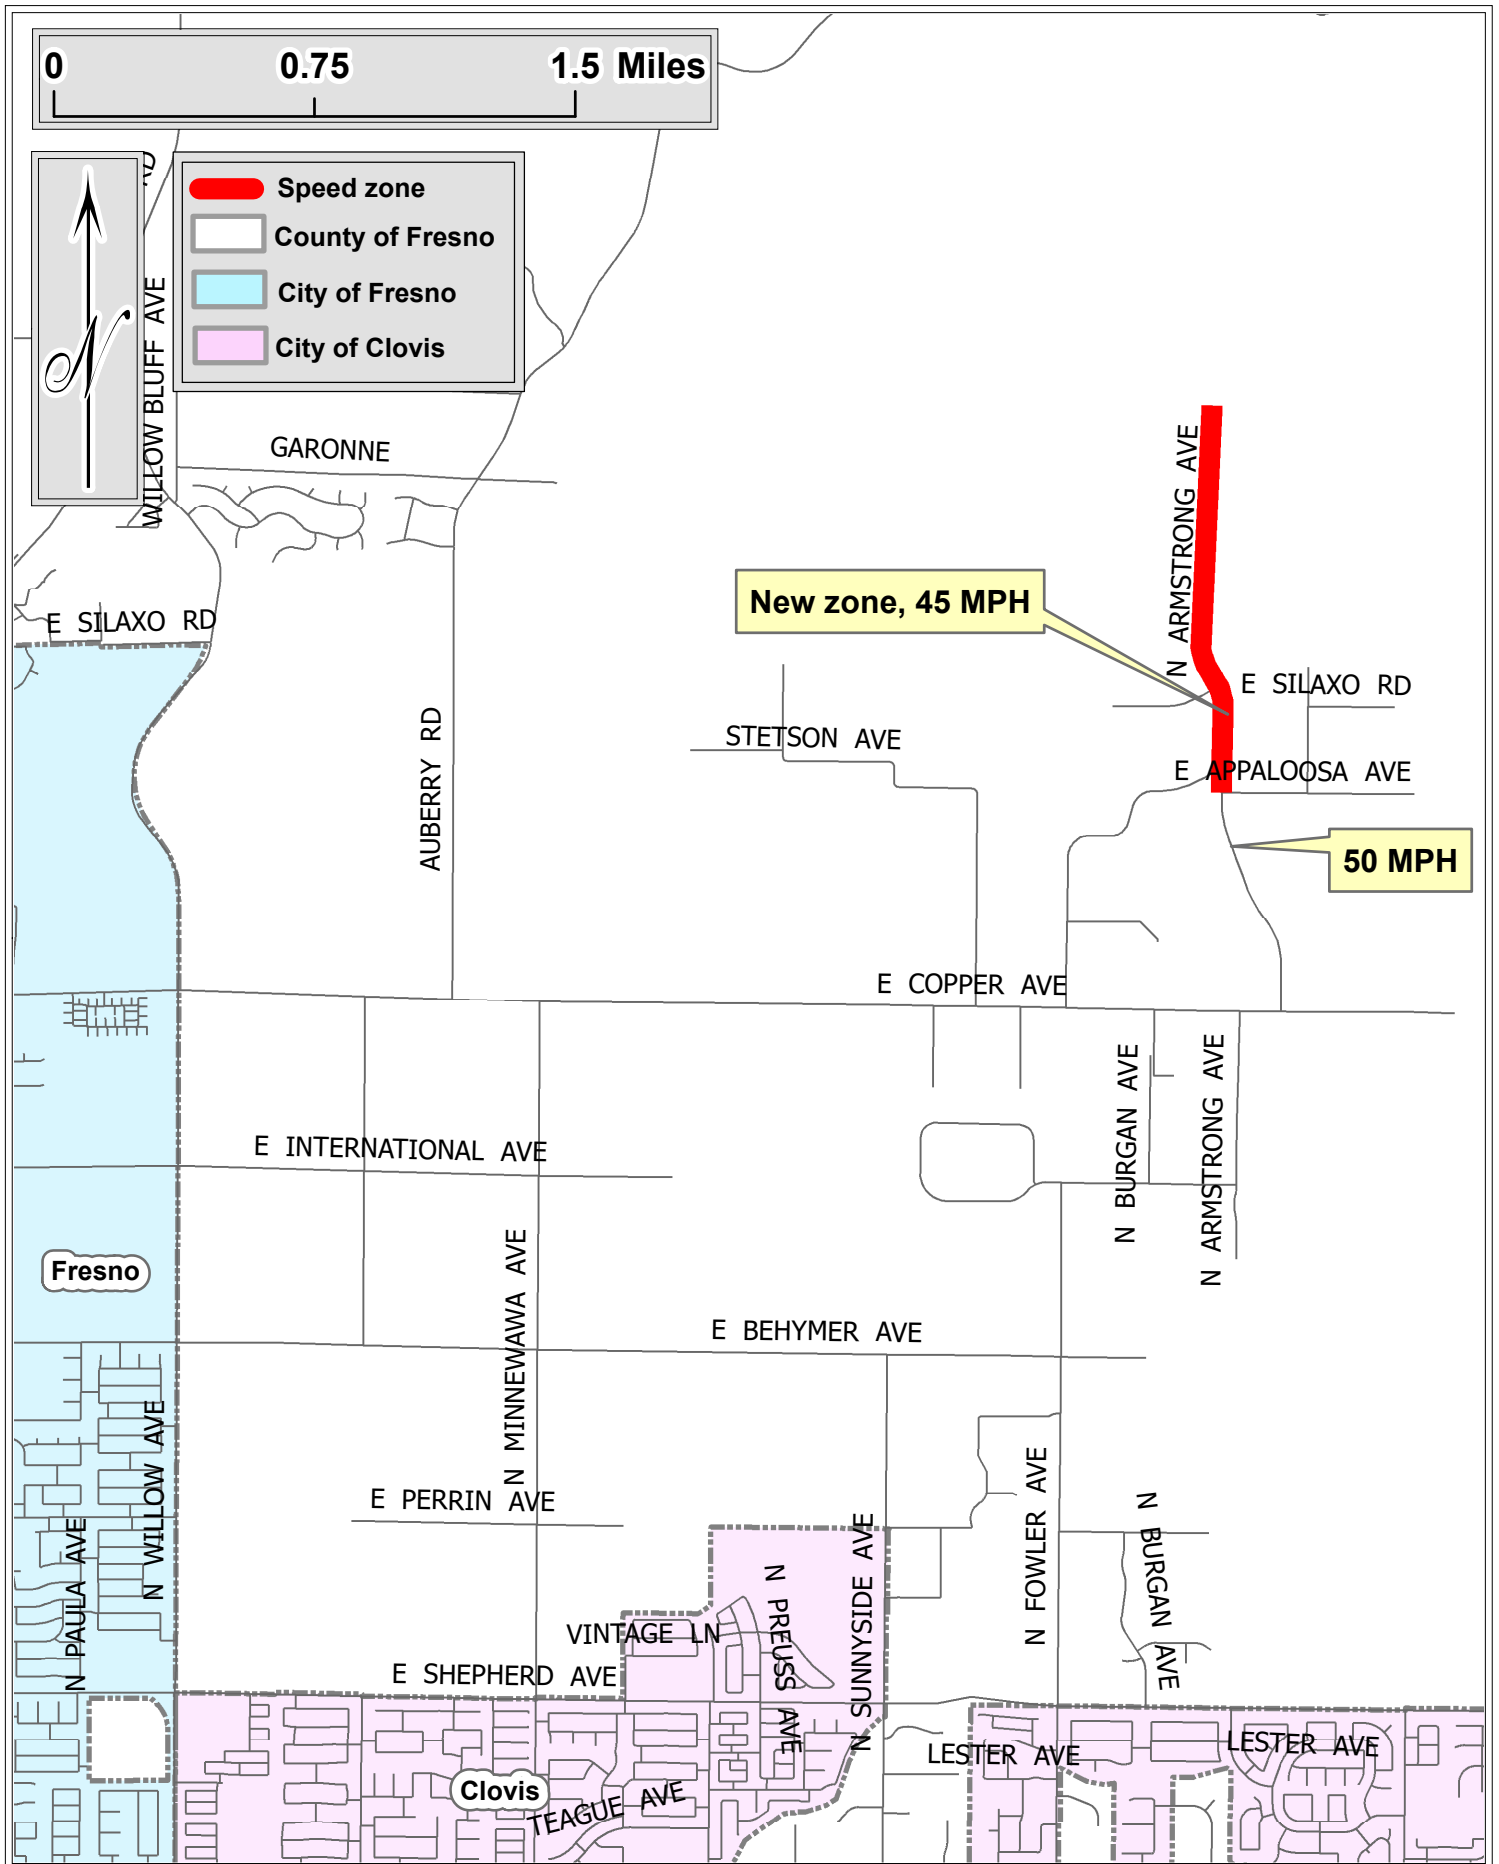 0 0.75 1.5 Miles
RD
N
Speed zone
County of Fresno
City of Fresno
City of Clovis
WILLOW BLUFF AVE
GARONNE
N ARMSTRONG AVE
New zone, 45 MPH
E SILAXO RD
E SILAXO RD
STETSON AVE
AUBERRY RD
E APPALOOSA AVE
50 MPH
E COPPER AVE
N BURGAN AVE
N ARMSTRONG AVE
E INTERNATIONAL AVE
Fresno
N MINNEWAWA AVE
E BEHYMER AVE
N WILLOW AVE
E PERRIN AVE
N PAULA AVE
N FOWLER AVE
N BURGAN AVE
N SUNNYSIDE AVE
N PREUSS AVE
VINTAGE LN
E SHEPHERD AVE
LESTER AVE
LESTER AVE
Clovis
TEAGUE AVE